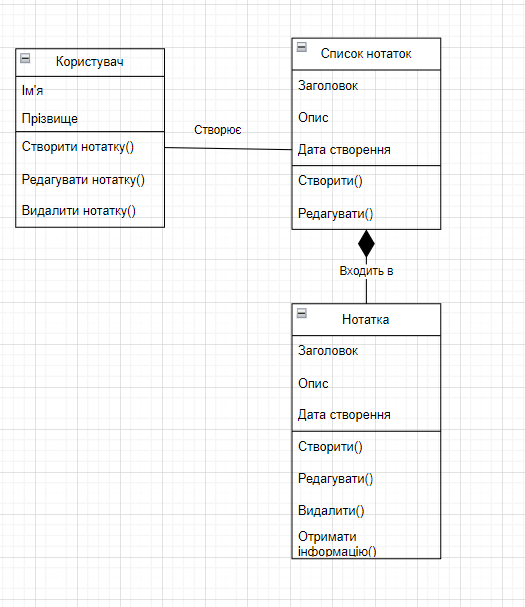 Користувач
Ім'я
Прізвище
Створити нотатку()
Редагувати нотатку()
Видалити нотатку()
Створює
Список нотаток
Заголовок
Опис
Дата створення
Створити()
Редагувати()
Входить в
Нотатка
Заголовок
Опис
Дата створення
Створити()
Редагувати()
Видалити()
Отримати
інформацію()